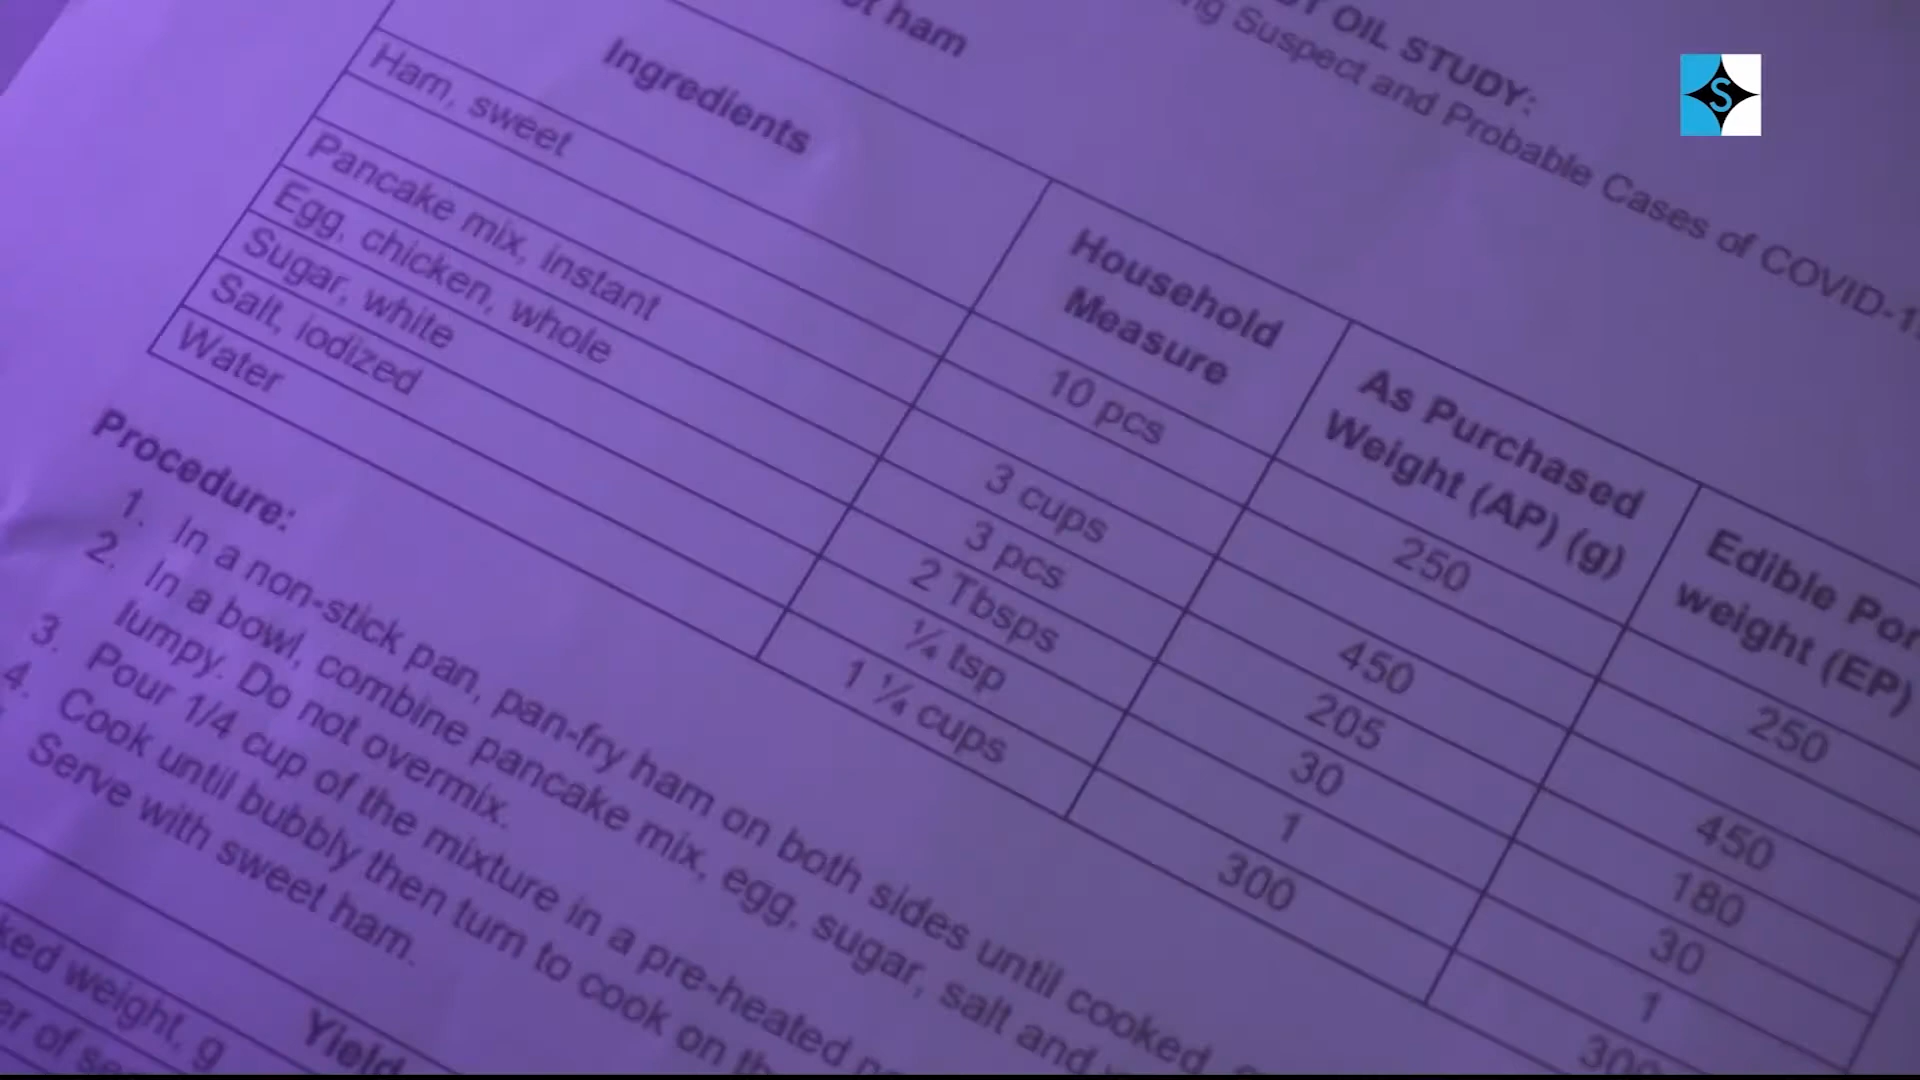 OIL STUDY:
Suspect and Probable Cases of COVID-1
ham
Ingredients Household Measure As Purchased Weight (AP) (g) Edible Por weight (EP)
Ham, sweet 10 pcs 250 250
Pancake mix, instant 3 cups 450 450
Egg, chicken, whole 3 pcs 205 180
Sugar, white 2 Tbsps 30 30
Salt, iodized ¼ tsp 1 1
Water 1 ¼ cups 300 300
Procedure:
1. In a non-stick pan, pan-fry ham on both sides until cooked.
2. In a bowl, combine pancake mix, egg, sugar, salt and
lumpy. Do not overmix.
3. Pour 1/4 cup of the mixture in a pre-heated
4. Cook until bubbly then turn to cook on th
Serve with sweet ham.
Yield
ked weight, g
er of se
S